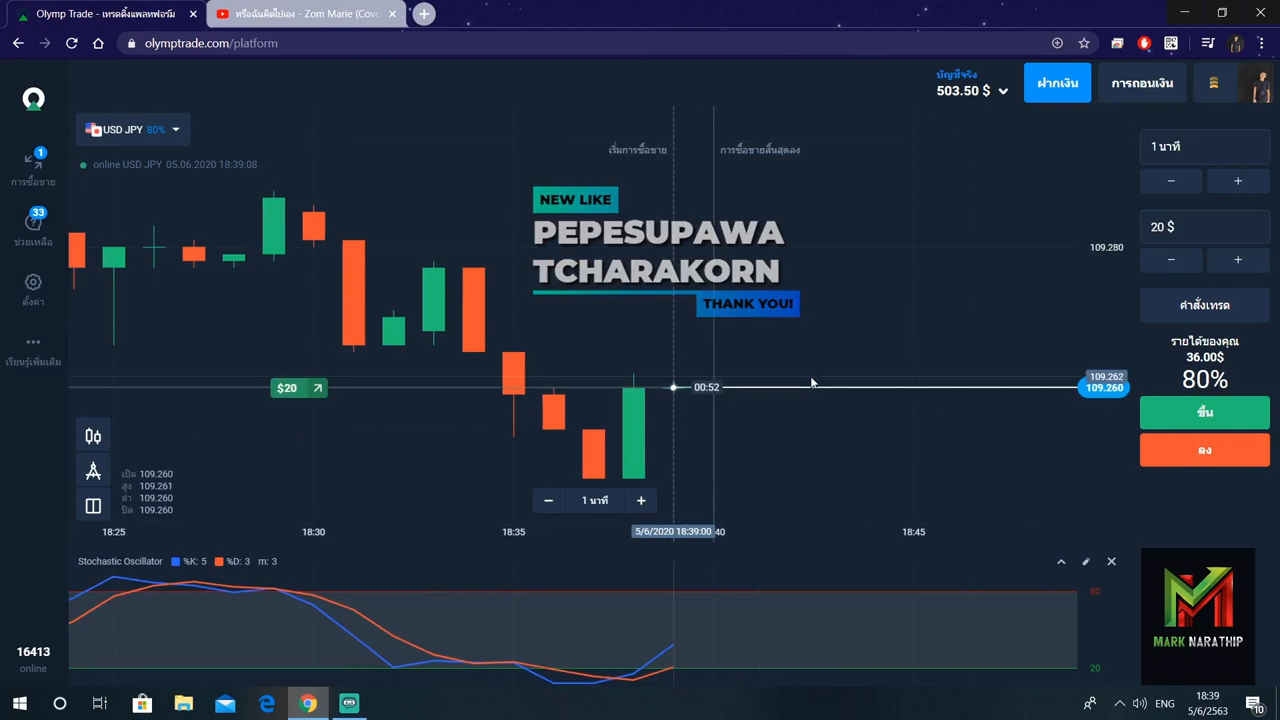 Olymp Trade - เทรดดิ้งแพลทฟอร์ม
หรือฉันคิดไปเอง - Zom Marie (Cov
olymptrade.com/platform
บัญชีจริง
503.50 $
ฝากเงิน
การถอนเงิน
USD JPY 80%
online USD JPY 05.06.2020 18:39:08
เริ่มการซื้อขาย
การซื้อขายสิ้นสุดลง
1
การซื้อขาย
33
ช่วยเหลือ
ตั้งค่า
เรียนรู้เพิ่มเติม
NEW LIKE
PEPESUPAWA
TCHARAKORN
THANK YOU!
109.280
109.262
109.260
$20
00:52
เปิด 109.260
สูง 109.261
ต่ำ 109.260
ปิด 109.260
1 นาที
18:25
18:30
18:35
5/6/2020 18:39:00
40
18:45
1 นาที
20 $
คำสั่งเทรด
รายได้ของคุณ
36.00$
80%
ขึ้น
ลง
Stochastic Oscillator %K: 5 %D: 3 m: 3
80
20
MARK NARATHIP
16413
online
ENG
18:39
5/6/2563
10